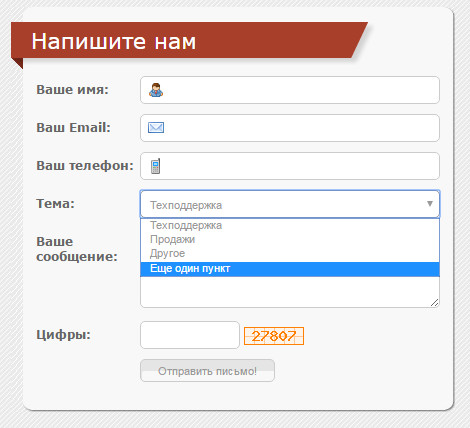 Напишите нам
Ваше имя:
Ваш Email:
Ваш телефон:
Тема:
Техподдержка
Техподдержка
Продажи
Другое
Еще один пункт
Ваше
сообщение:
Цифры:
27807
Отправить письмо!